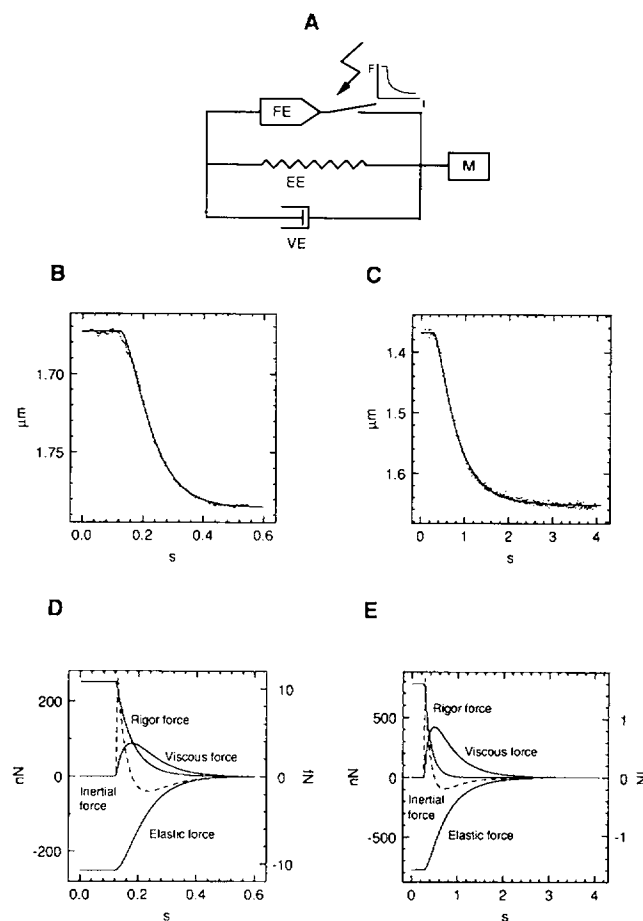 A
F
FE
EE
M
VE
B
C
1.70
1.75
µm
0.0 0.2 0.4 0.6
s
1.4
1.5
1.6
µm
0 1 2 3 4
s
D
E
200
0
-200
nN
10
0
-10
fN
Rigor force
Viscous force
Inertial
force
Elastic force
0.0 0.2 0.4 0.6
s
500
0
-500
nN
1
0
-1
fN
Rigor force
Viscous force
Inertial
force
Elastic force
0 1 2 3 4
s